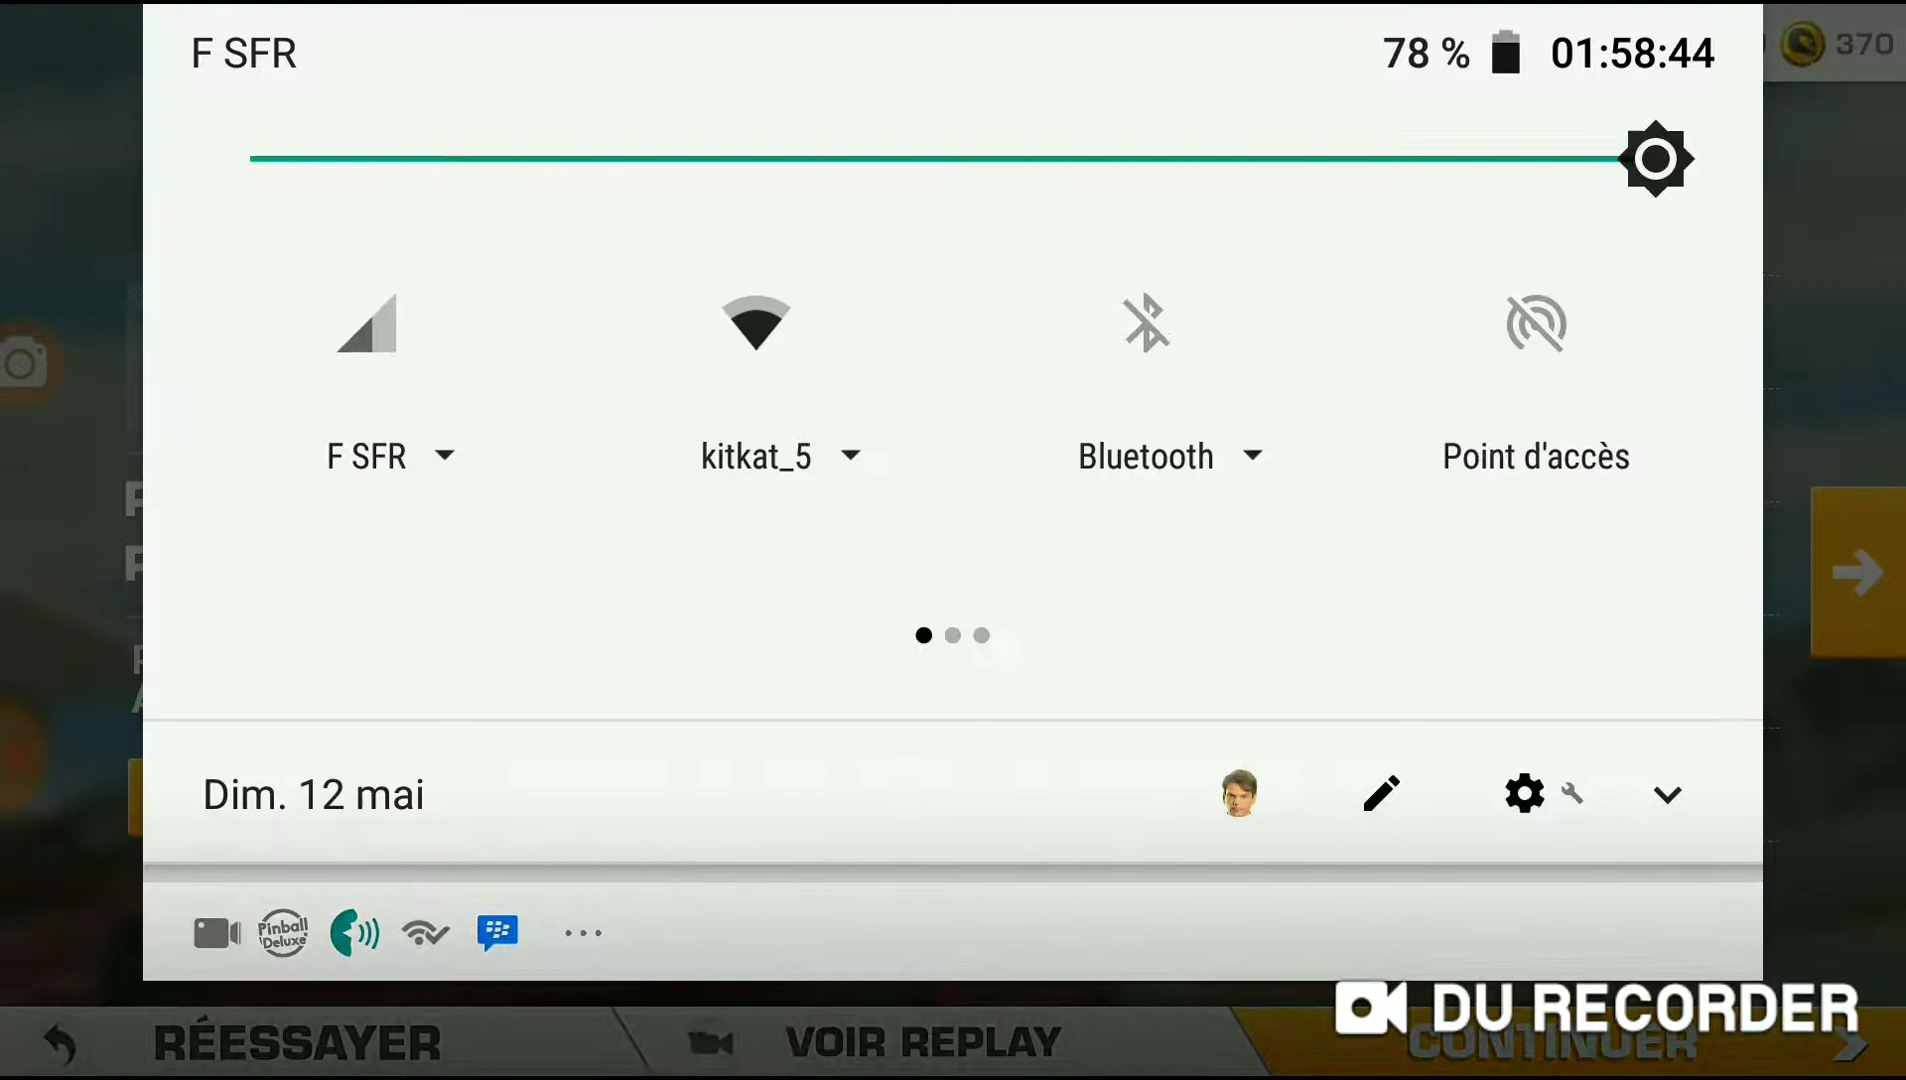 F SFR
78 %
01:58:44
370
F SFR
kitkat_5
Bluetooth
Point d'accès
Dim. 12 mai
Pinball
Deluxe
DU RECORDER
RÉESSAYER
VOIR REPLAY
CONTINUER